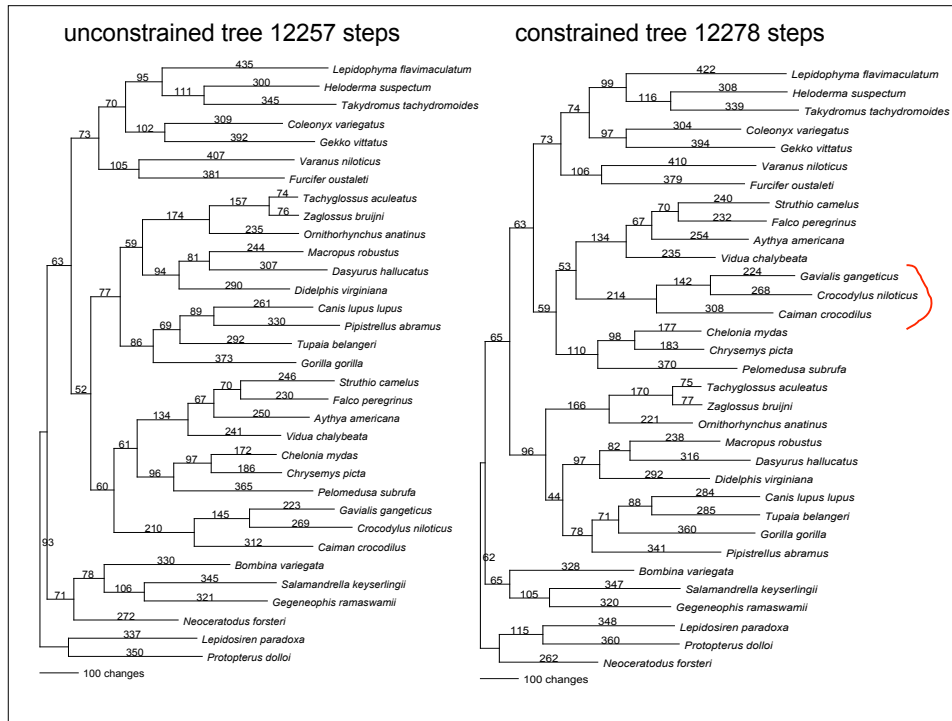 unconstrained tree 12257 steps
435
Lepidophyma flavimaculatum
95
300
Heloderma suspectum
111
345
Takydromus tachydromoides
70
309
Coleonyx variegatus
102
392
Gekko vittatus
73
407
Varanus niloticus
105
381
Furcifer oustaleti
74
Tachyglossus aculeatus
157
76
Zaglossus bruijni
174
235
Ornithorhynchus anatinus
59
244
Macropus robustus
81
307
Dasyurus hallucatus
94
290
Didelphis virginiana
63
77
261
Canis lupus lupus
89
330
Pipistrellus abramus
69
292
Tupaia belangeri
86
373
Gorilla gorilla
52
246
Struthio camelus
70
230
Falco peregrinus
67
250
Aythya americana
134
241
Vidua chalybeata
61
172
Chelonia mydas
97
186
Chrysemys picta
96
365
Pelomedusa subrufa
60
223
Gavialis gangeticus
145
269
Crocodylus niloticus
210
312
Caiman crocodilus
93
330
Bombina variegata
78
345
Salamandrella keyserlingii
106
321
Gegeneophis ramaswamii
71
272
Neoceratodus forsteri
337
Lepidosiren paradoxa
350
Protopterus dolloi
100 changes
constrained tree 12278 steps
422
Lepidophyma flavimaculatum
99
308
Heloderma suspectum
116
339
Takydromus tachydromoides
74
304
Coleonyx variegatus
97
394
Gekko vittatus
73
410
Varanus niloticus
106
379
Furcifer oustaleti
63
240
Struthio camelus
70
232
Falco peregrinus
67
254
Aythya americana
134
235
Vidua chalybeata
53
224
Gavialis gangeticus
142
268
Crocodylus niloticus
214
308
Caiman crocodilus
59
177
Chelonia mydas
98
183
Chrysemys picta
110
370
Pelomedusa subrufa
65
75
Tachyglossus aculeatus
170
77
Zaglossus bruijni
166
221
Ornithorhynchus anatinus
96
238
Macropus robustus
82
316
Dasyurus hallucatus
97
292
Didelphis virginiana
44
284
Canis lupus lupus
88
285
Tupaia belangeri
71
360
Gorilla gorilla
78
341
Pipistrellus abramus
62
328
Bombina variegata
65
347
Salamandrella keyserlingii
105
320
Gegeneophis ramaswamii
348
Lepidosiren paradoxa
115
360
Protopterus dolloi
262
Neoceratodus forsteri
100 changes